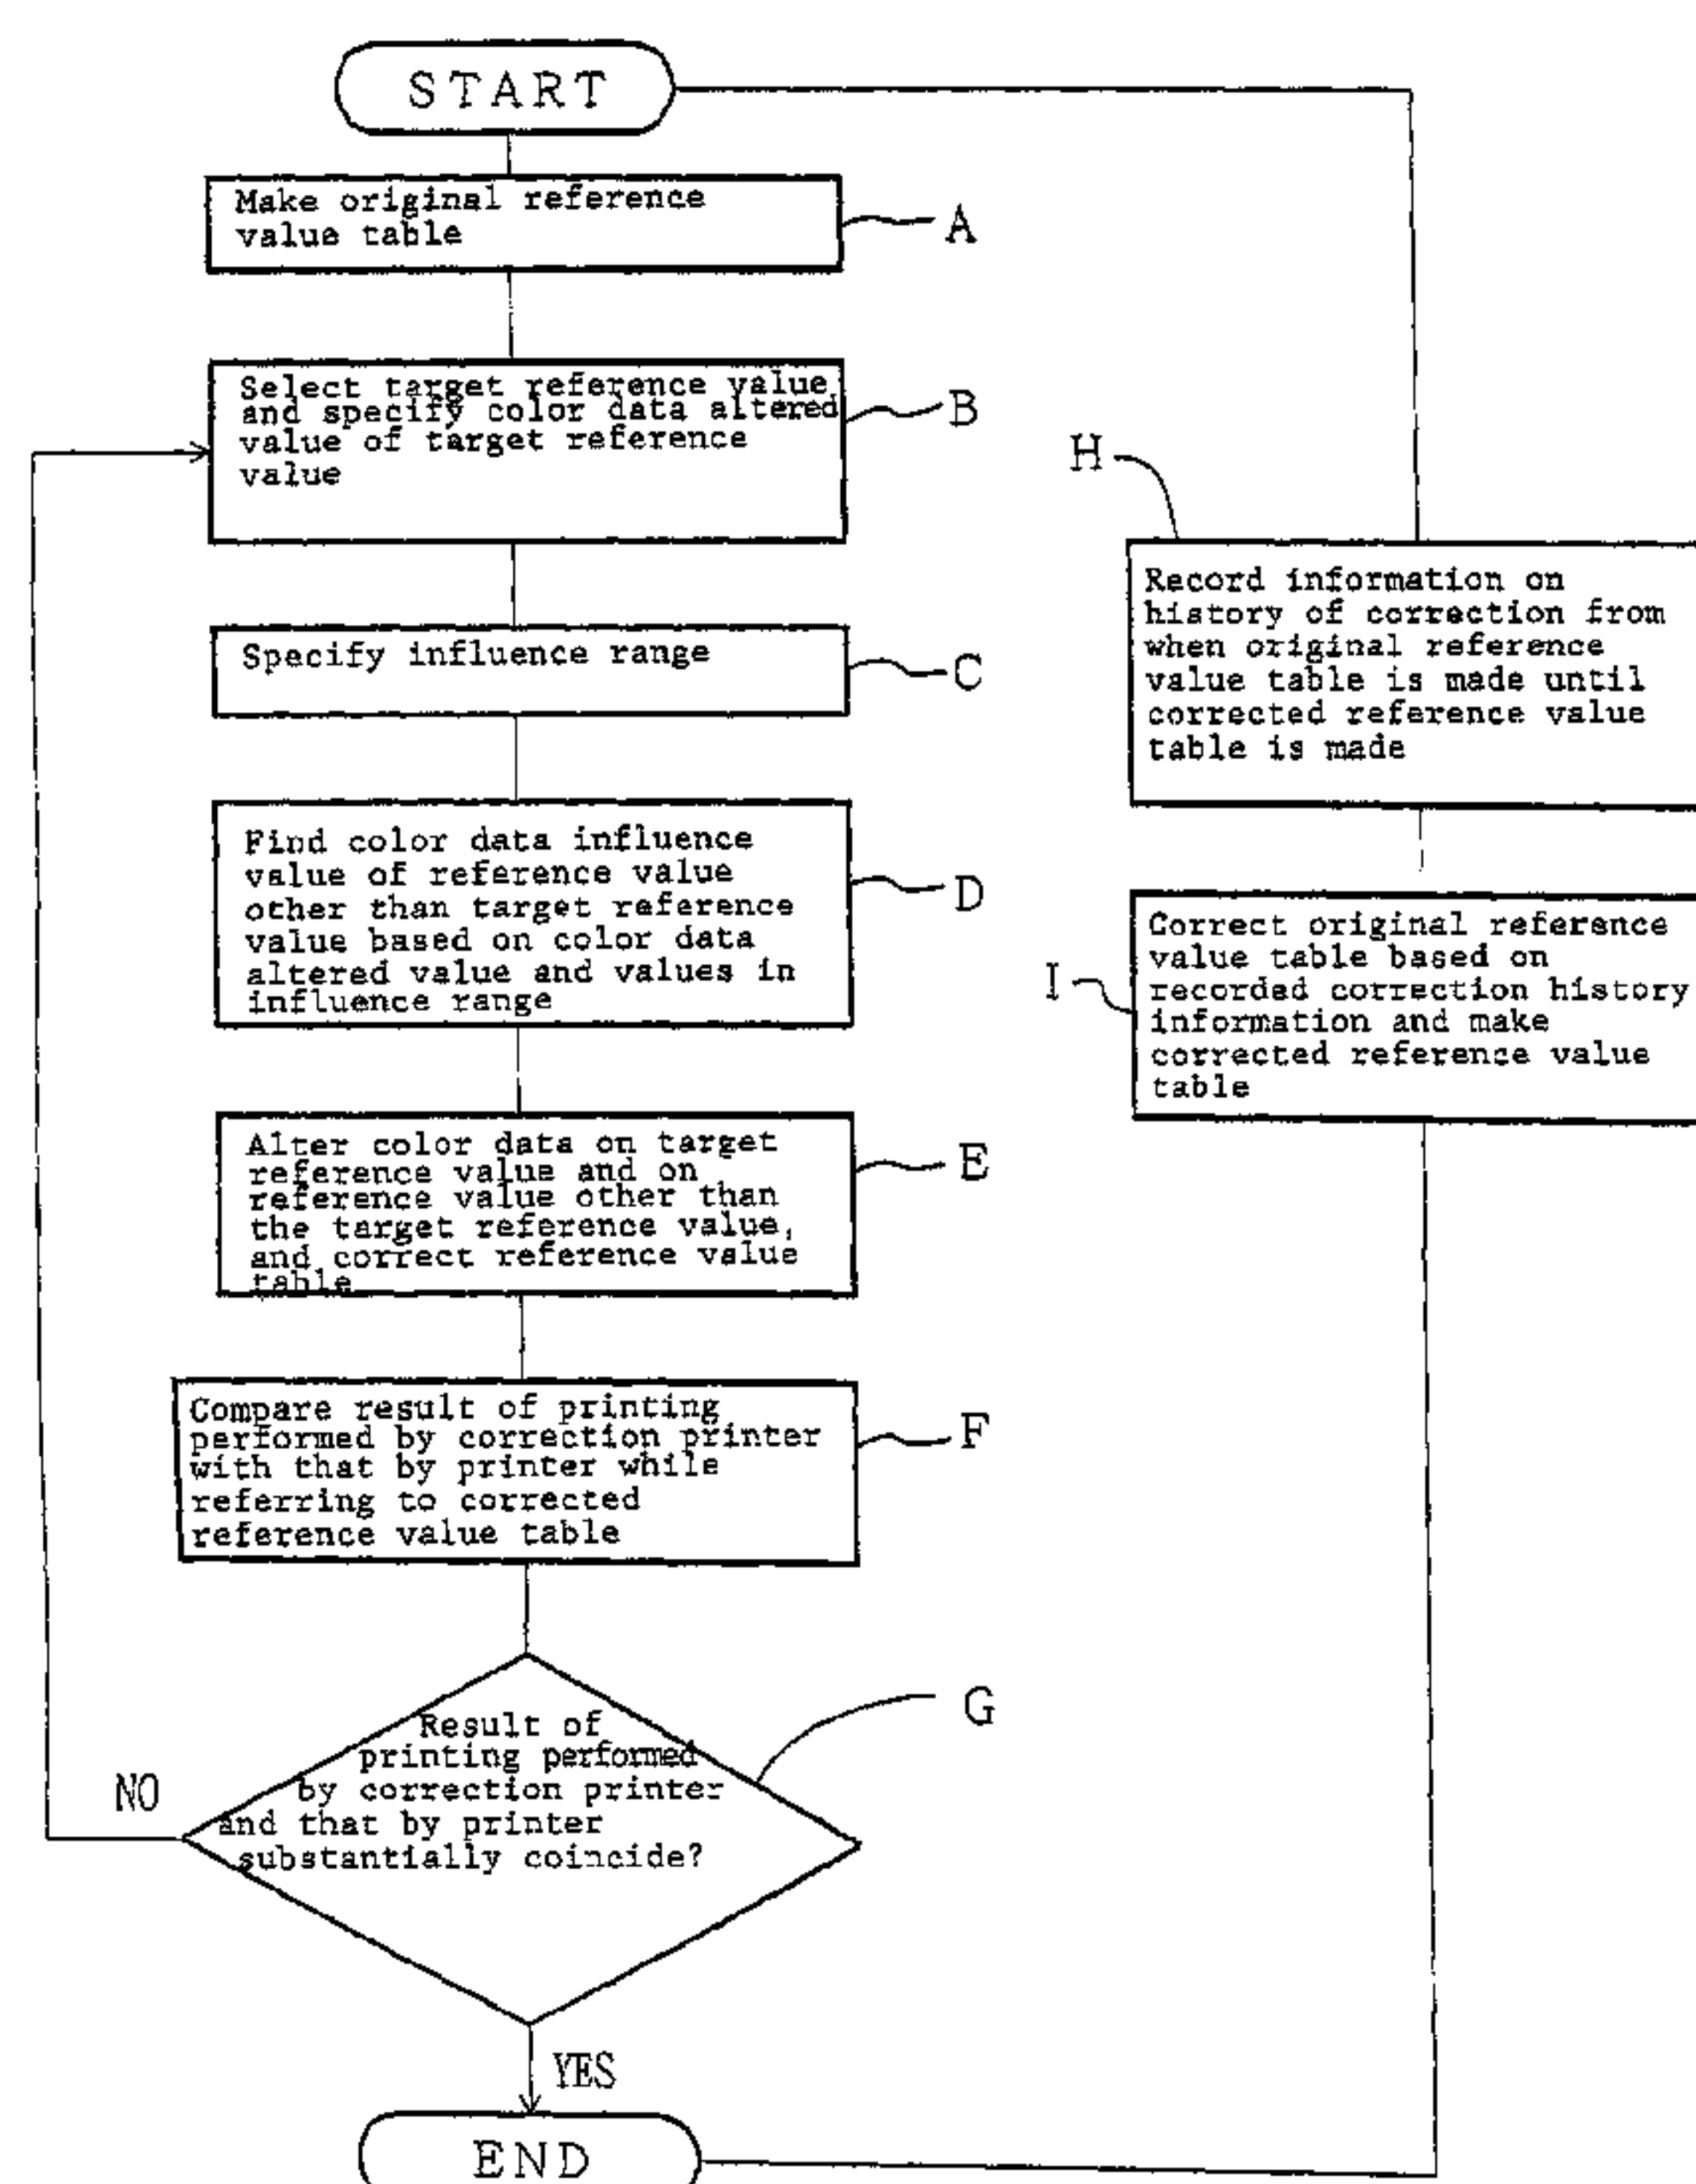 START
Make original reference
value table
A
Select target reference value
and specify color data altered
value of target reference
value
B
Specify influence range
C
Find color data influence
value of reference value
other than target reference
value based on color data
altered value and values in
influence range
D
Alter color data on target
reference value and on
reference value other than
the target reference value,
and correct reference value
table
E
Compare result of printing
performed by correction printer
with that by printer while
referring to corrected
reference value table
F
Result of
printing performed
by correction printer
and that by printer
substantially coincide?
G
NO
YES
END
H
Record information on
history of correction from
when original reference
value table is made until
corrected reference value
table is made
I
Correct original reference
value table based on
recorded correction history
information and make
corrected reference value
table